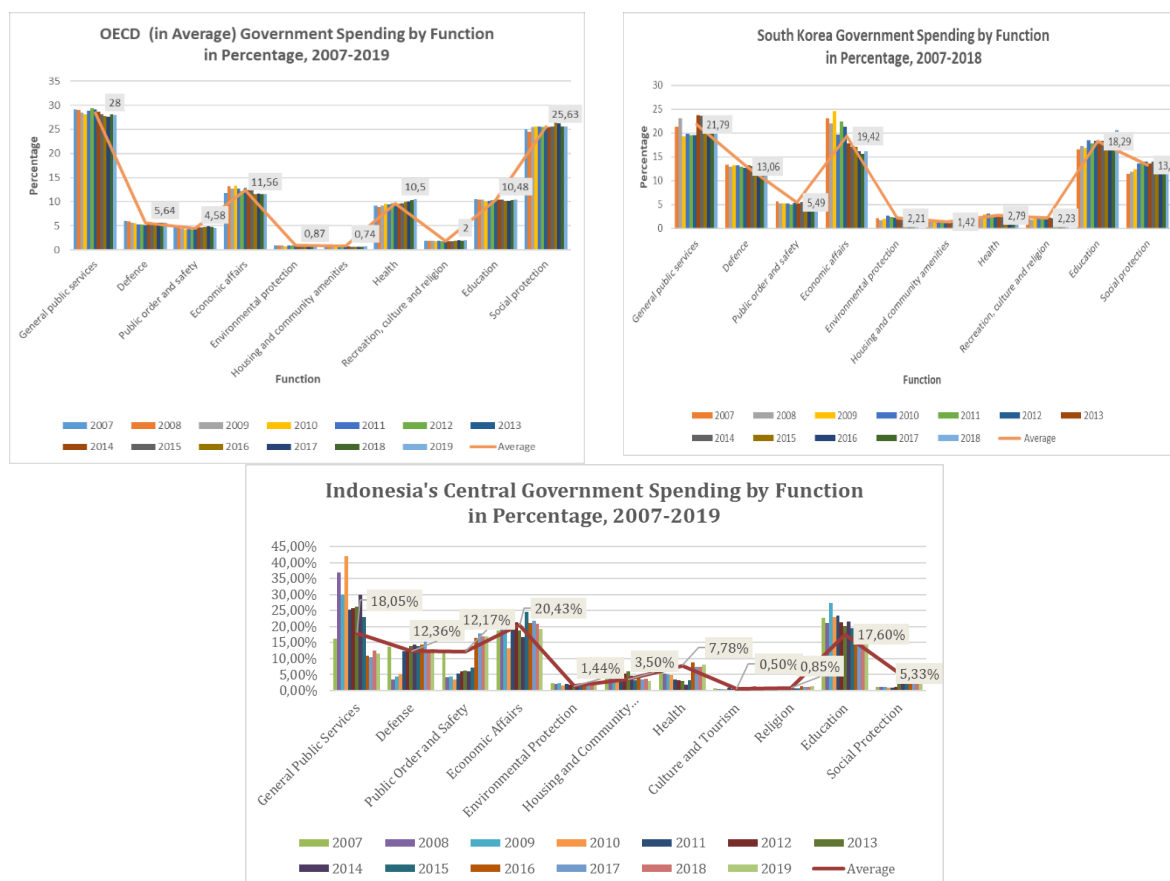 OECD (in Average) Government Spending by Function
in Percentage, 2007-2019
Percentage
35
30
25
20
15
10
5
0
28
5,64
4,58
11,56
0,87
0,74
10,5
2
10,48
25,63
General public services
Defence
Public order and safety
Economic affairs
Environmental protection
Housing and community amenities
Health
Recreation, culture and religion
Education
Social protection
Function
2007 2008 2009 2010 2011 2012 2013
2014 2015 2016 2017 2018 2019 Average
South Korea Government Spending by Function
in Percentage, 2007-2018
Percentage
30
25
20
15
10
5
0
21,79
13,06
5,49
19,42
2,21
1,42
2,79
2,23
18,29
13,
General public services
Defence
Public order and safety
Economic affairs
Environmental protection
Housing and community amenities
Health
Recreation, culture and religion
Education
Social protection
Function
2007 2008 2009 2010 2011 2012 2013
2014 2015 2016 2017 2018 Average
Indonesia's Central Government Spending by Function
in Percentage, 2007-2019
45,00%
40,00%
35,00%
30,00%
25,00%
20,00%
15,00%
10,00%
5,00%
0,00%
18,05%
12,36%
12,17%
20,43%
1,44%
3,50%
7,78%
0,50%
0,85%
17,60%
5,33%
General Public Services
Defense
Public Order and Safety
Economic Affairs
Environmental Protection
Housing and Community...
Health
Culture and Tourism
Religion
Education
Social Protection
2007 2008 2009 2010 2011 2012 2013
2014 2015 2016 2017 2018 2019 Average